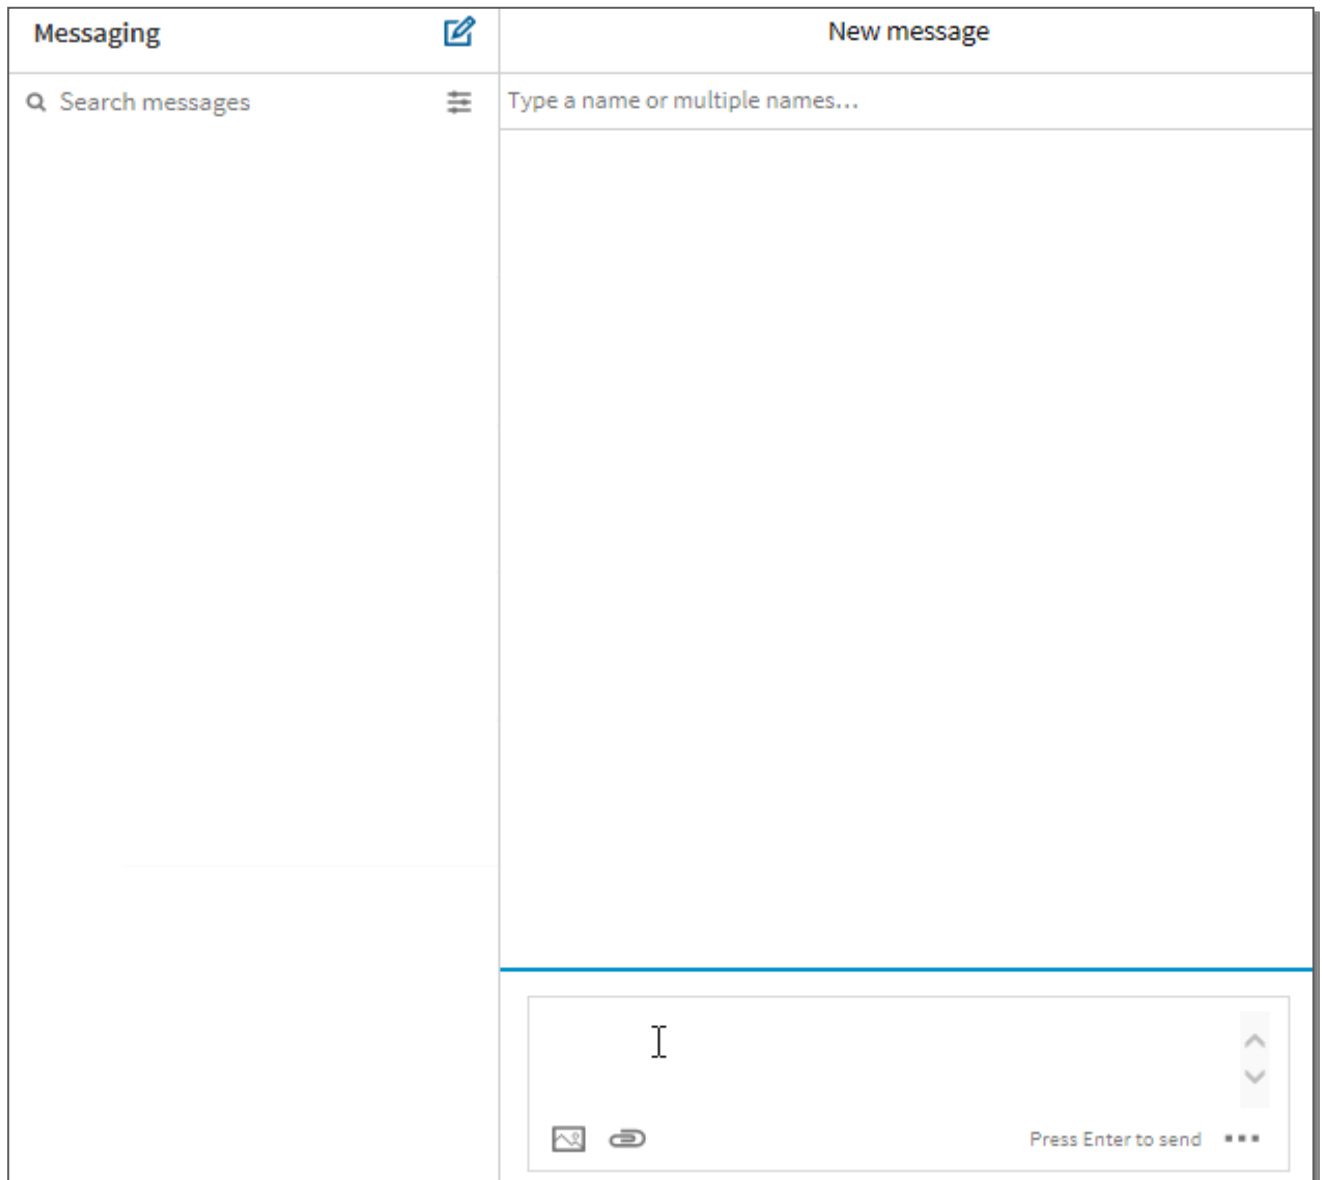 Messaging
New message
Search messages
Type a name or multiple names...
Press Enter to send